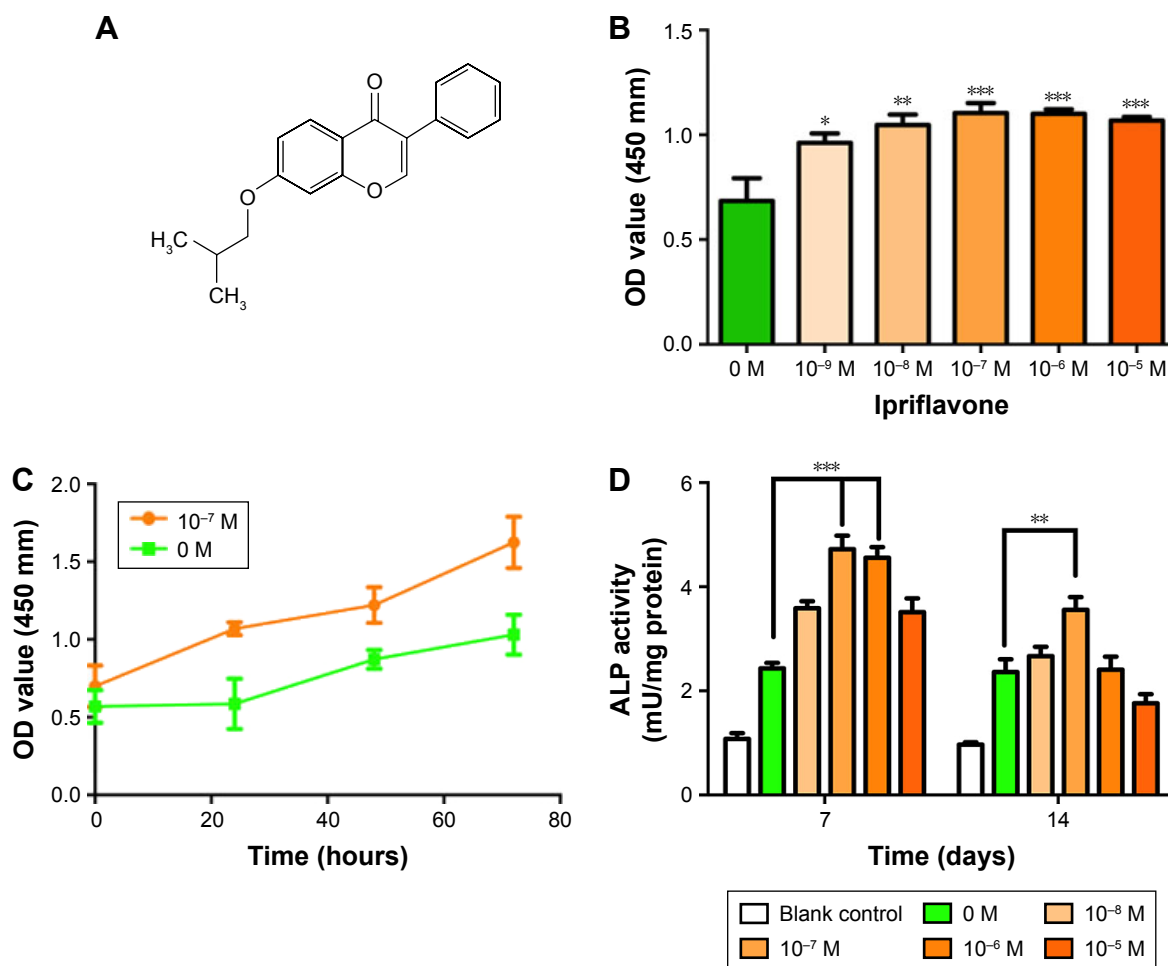 A
O
O
O
H₃C
CH₃
B
OD value (450 mm)
1.5
1.0
0.5
0.0
*
**
***
***
***
0 M
10⁻⁹ M
10⁻⁸ M
10⁻⁷ M
10⁻⁶ M
10⁻⁵ M
Ipriflavone
C
OD value (450 mm)
2.0
1.5
1.0
0.5
0.0
10⁻⁷ M
0 M
0 20 40 60 80
Time (hours)
D
ALP activity
(mU/mg protein)
6
4
2
0
***
**
7 14
Time (days)
Blank control 0 M 10⁻⁸ M
10⁻⁷ M 10⁻⁶ M 10⁻⁵ M